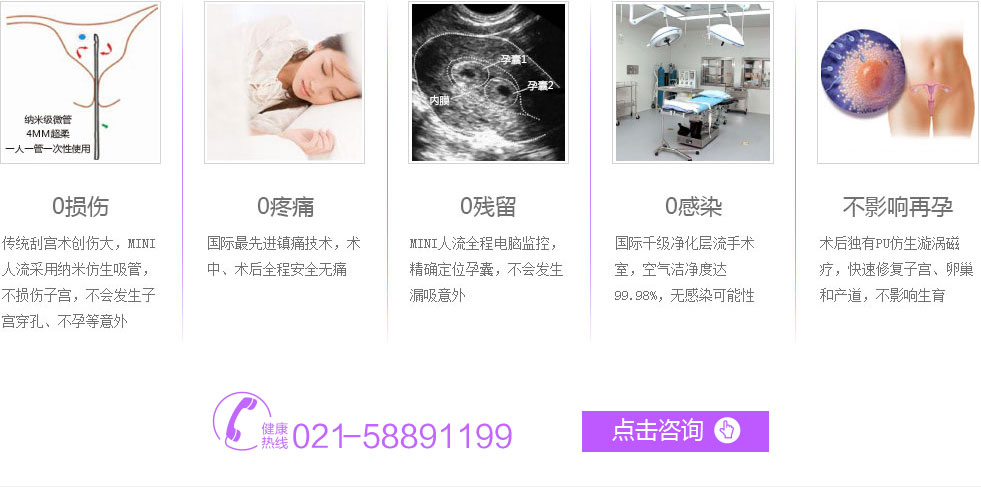 纳米级微管
4MM超柔
一人一管一次性使用
孕囊1
孕囊2
内膜
0损伤
传统刮宫术创伤大，MINI
人流采用纳米仿生吸管，
不损伤子宫，不会发生子
宫穿孔、不孕等意外
0疼痛
国际最先进镇痛技术，术
中、术后全程安全无痛
0残留
MINI人流全程电脑监控，
精确定位孕囊，不会发生
漏吸意外
0感染
国际千级净化层流手术
室，空气洁净度达
99.98%，无感染可能性
不影响再孕
术后独有PU仿生漩涡磁
疗，快速修复子宫、卵巢
和产道，不影响生育
健康
热线
021-58891199
点击咨询